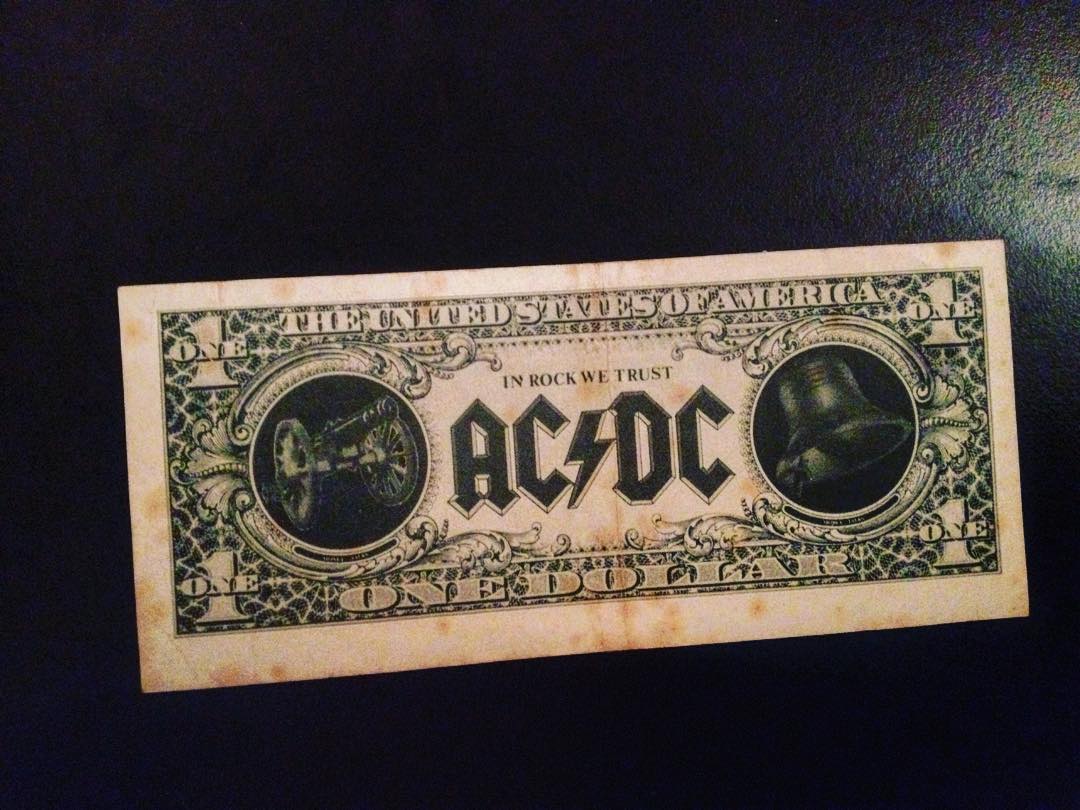 THE UNITED STATES OF AMERICA
1 ONE
1 ONE
IN ROCK WE TRUST
AC⚡DC
1 ONE
1 ONE
ONE DOLLAR